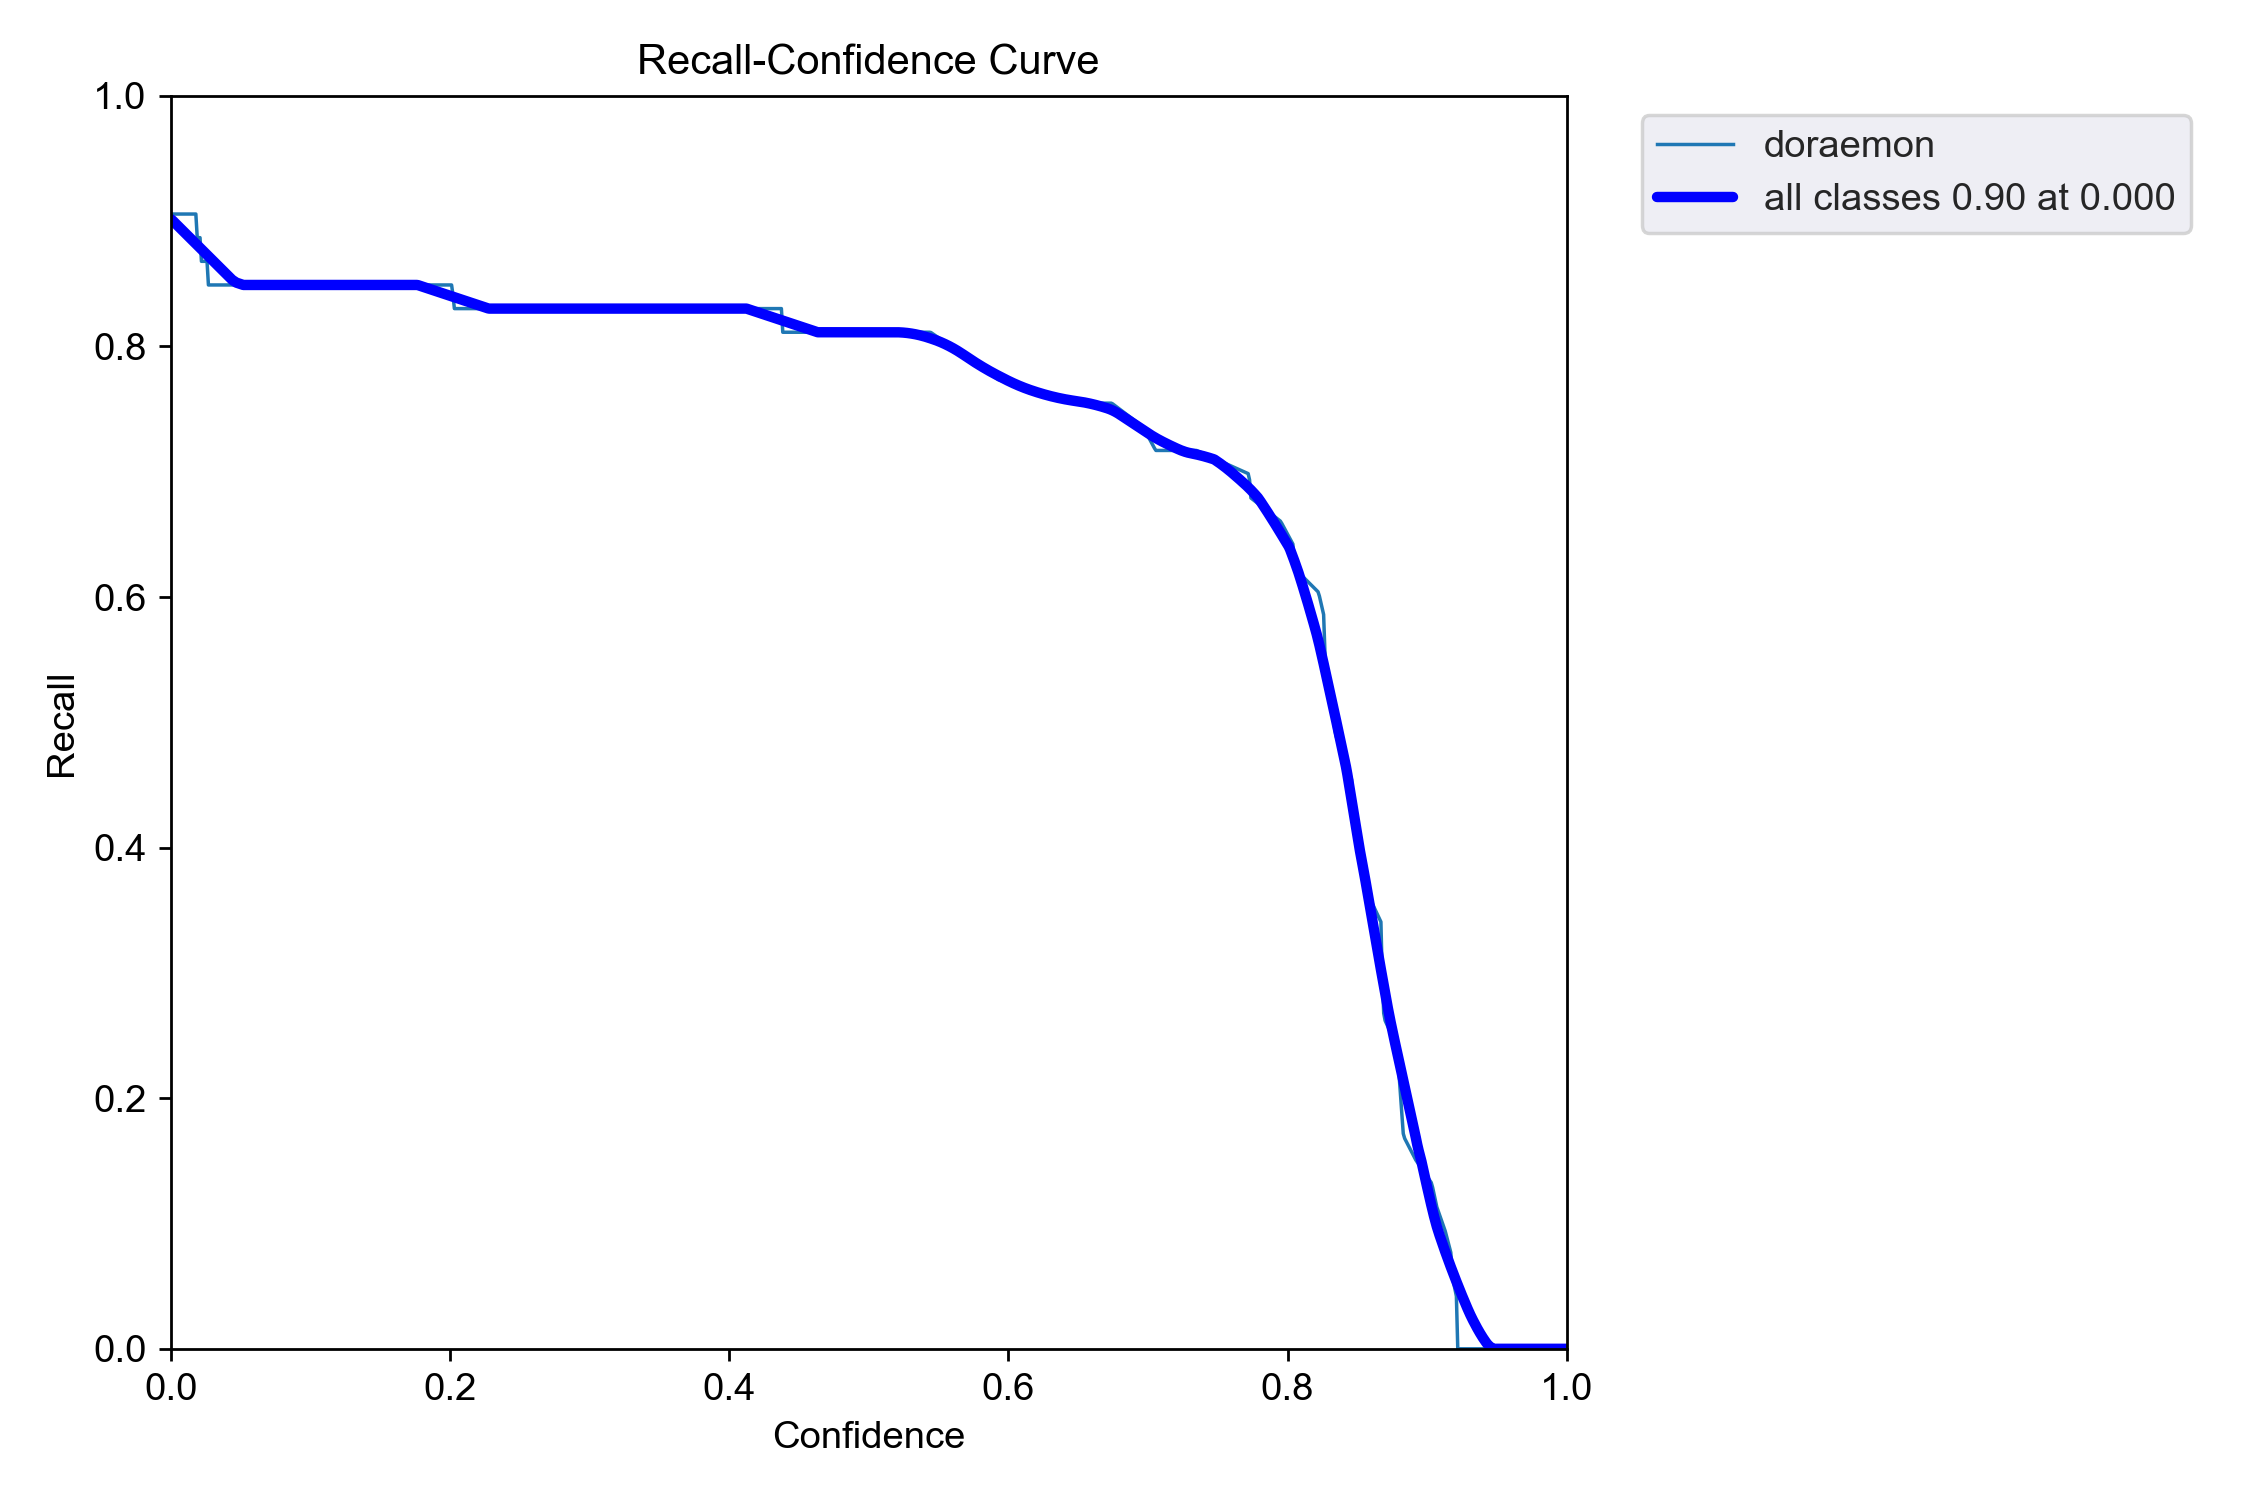 Recall-Confidence Curve
1.0
0.8
0.6
0.4
0.2
0.0
Recall
0.0 0.2 0.4 0.6 0.8 1.0
Confidence
doraemon
all classes 0.90 at 0.000